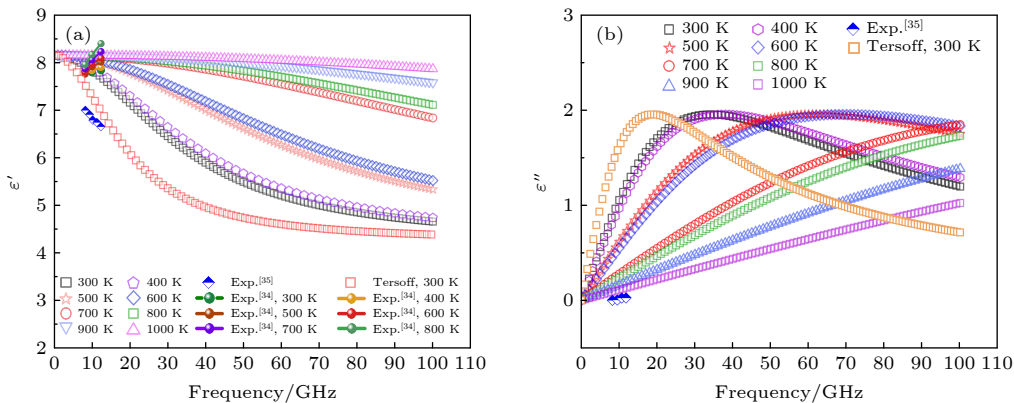 (a)
9
8
7
6
5
4
3
2
ε′
0 10 20 30 40 50 60 70 80 90 100 110
Frequency/GHz
300 K 400 K Exp.[35] Tersoff, 300 K
500 K 600 K Exp.[34], 300 K Exp.[34], 400 K
700 K 800 K Exp.[34], 500 K Exp.[34], 600 K
900 K 1000 K Exp.[34], 700 K Exp.[34], 800 K
(b)
3
2
1
0
ε″
0 10 20 30 40 50 60 70 80 90 100 110
Frequency/GHz
300 K 400 K Exp.[35]
500 K 600 K Tersoff, 300 K
700 K 800 K
900 K 1000 K